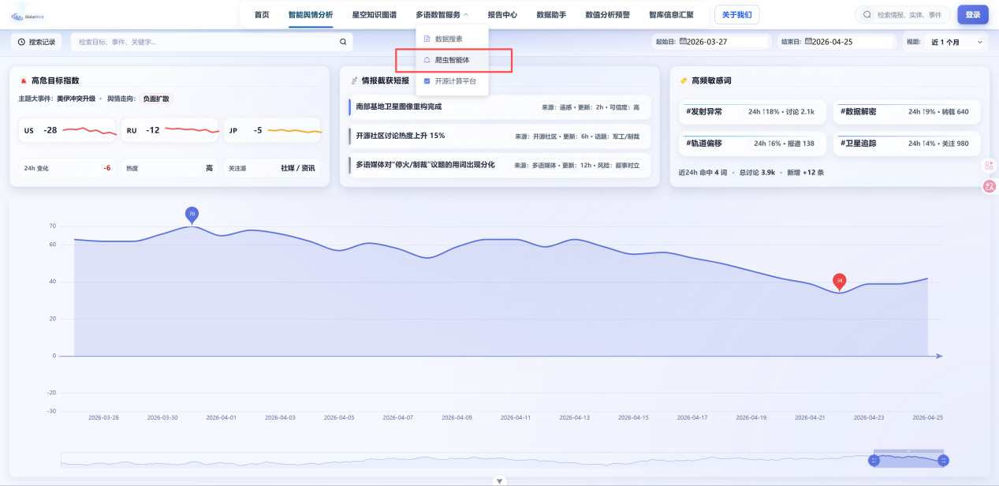 GlobeMind
首页
智能舆情分析
星空知识图谱
多语数智服务
报告中心
数据助手
数值分析预警
智库信息汇聚
关于我们
检索情报、实体、事件
登录
搜索记录
检索目标、事件、关键字...
数据搜索
爬虫智能体
开源计算平台
起始日: 2026-03-27
结束日: 2026-04-25
视距: 近 1 个月
高危目标指数
主题大事件: 美伊冲突升级 • 舆情走向: 负面扩散
US -28
RU -12
JP -5
24h 变化 -6
热度 高
关注源 社媒 / 资讯
情报截获短报
南部基地卫星图像重构完成 来源: 遥感 • 更新: 2h • 可信度: 高
开源社区讨论热度上升 15% 来源: 开源社区 • 更新: 6h • 话题: 军工/制裁
多语媒体对“停火/制裁”议题的用词出现分化 来源: 多语媒体 • 更新: 12h • 风险: 叙事对立
高频敏感词
#发射异常 24h ↑18% • 讨论 2.1k
#数据解密 24h ↑9% • 转载 640
#轨道偏移 24h ↑6% • 报道 138
#卫星追踪 24h ↑4% • 关注 980
近24h 命中 4 词 • 总讨论 3.9k • 新增 +12 条
70
34
70
60
40
20
0
-20
-30
2026-03-28
2026-03-30
2026-04-01
2026-04-03
2026-04-05
2026-04-07
2026-04-09
2026-04-11
2026-04-13
2026-04-15
2026-04-17
2026-04-19
2026-04-21
2026-04-23
2026-04-25